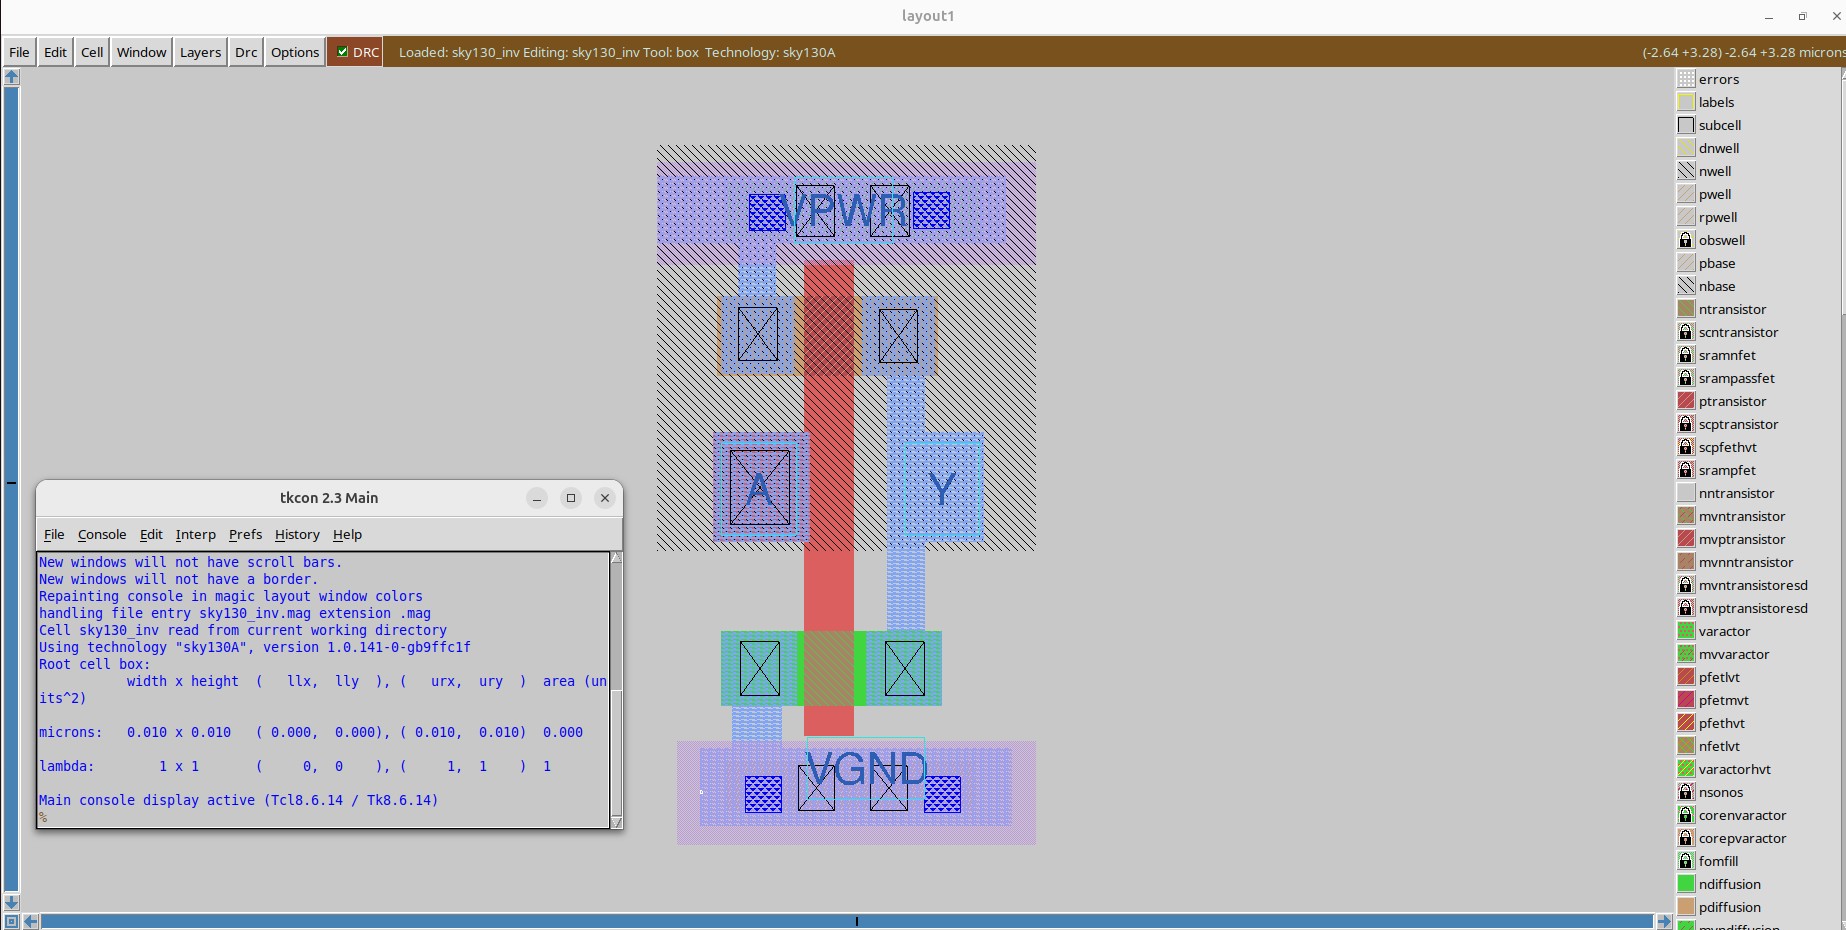 layout1
File Edit Cell Window Layers Drc Options DRC Loaded: sky130_inv Editing: sky130_inv Tool: box Technology: sky130A (-2.64 +3.28) -2.64 +3.28 microns
VPWR
A
Y
VGND
tkcon 2.3 Main
File Console Edit Interp Prefs History Help
New windows will not have scroll bars.
New windows will not have a border.
Repainting console in magic layout window colors
handling file entry sky130_inv.mag extension .mag
Cell sky130_inv read from current working directory
Using technology "sky130A", version 1.0.141-0-gb9ffc1f
Root cell box:
width x height ( llx, lly ), ( urx, ury ) area (un
its^2)
microns: 0.010 x 0.010 ( 0.000, 0.000), ( 0.010, 0.010) 0.000
lambda: 1 x 1 ( 0, 0 ), ( 1, 1 ) 1
Main console display active (Tcl8.6.14 / Tk8.6.14)
%
errors
labels
subcell
dnwell
nwell
pwell
rpwell
obswell
pbase
nbase
ntransistor
scntransistor
sramnfet
srampassfet
ptransistor
scptransistor
scpfethvt
srampfet
nntransistor
mvntransistor
mvptransistor
mvnntransistor
mvntransistoresd
mvptransistoresd
varactor
mvvaractor
pfetlvt
pfetmvt
pfethvt
nfetlvt
varactorhvt
nsonos
corenvaractor
corepvaractor
fomfill
ndiffusion
pdiffusion
mvndiffusion